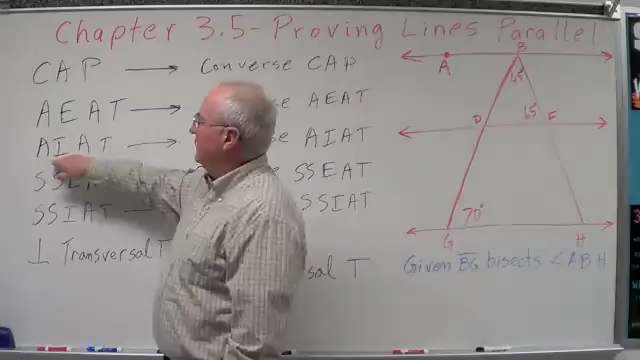 Chapter 3.5 - Proving Lines Parallel
CAP → Converse CAP
AEAT → AEAT
AIAT → AIAT
SSEAT
SSIAT → SSIAT
⊥ Transversal T
T
A B
45°
D 65 E
70°
G H
Given BG bisects <ABH